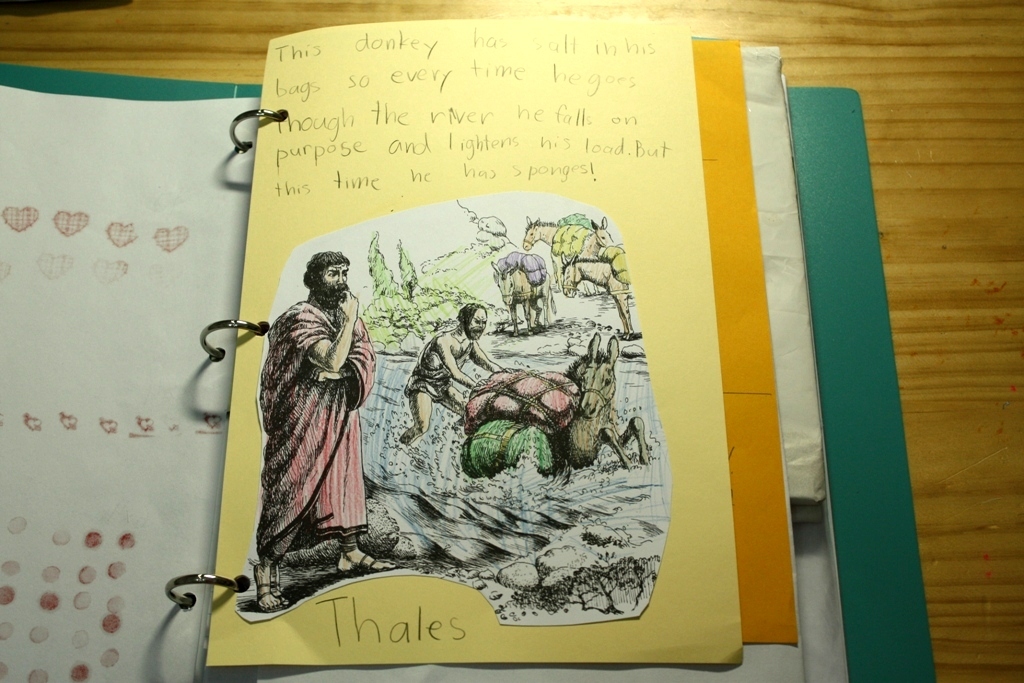 This donkey has salt in his
bags so every time he goes
though the river he falls on
purpose and lightens his load. But
this time he has sponges!
Thales